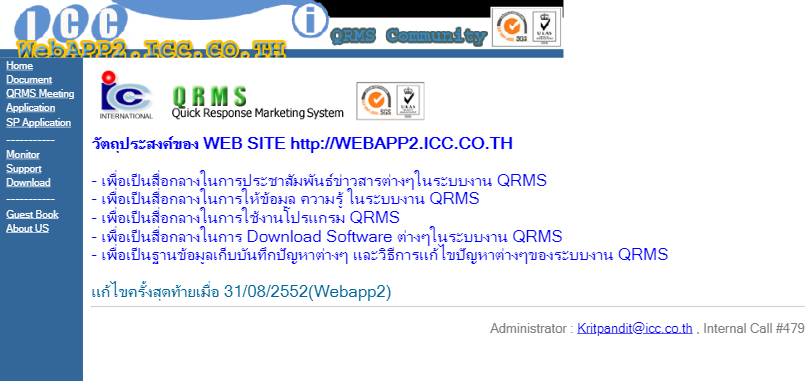 icc
i
WebAPP2.ICC.CO.TH
QRMS Community
SGS
UKAS
Home
Document
QRMS Meeting
Application
SP Application
-----------
Monitor
Support
Download
-----------
Guest Book
About US
icc
INTERNATIONAL
QRMS
Quick Response Marketing System
SGS
UKAS
วัตถุประสงค์ของ WEB SITE http://WEBAPP2.ICC.CO.TH
- เพื่อเป็นสื่อกลางในการประชาสัมพันธ์ข่าวสารต่างๆในระบบงาน QRMS
- เพื่อเป็นสื่อกลางในการให้ข้อมูล ความรู้ ในระบบงาน QRMS
- เพื่อเป็นสื่อกลางในการใช้งานโปรแกรม QRMS
- เพื่อเป็นสื่อกลางในการ Download Software ต่างๆในระบบงาน QRMS
- เพื่อเป็นฐานข้อมูลเก็บบันทึกปัญหาต่างๆ และวิธีการแก้ไขปัญหาต่างๆของระบบงาน QRMS
แก้ไขครั้งสุดท้ายเมื่อ 31/08/2552(Webapp2)
Administrator : Kritpandit@icc.co.th , Internal Call #479